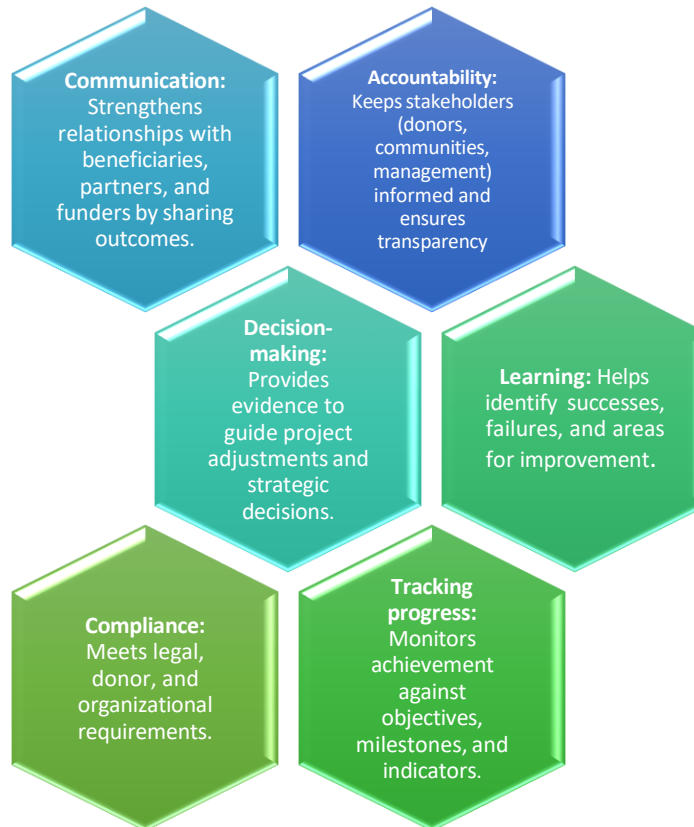 Communication:
Strengthens
relationships with
beneficiaries,
partners, and
funders by sharing
outcomes.
Accountability:
Keeps stakeholders
(donors,
communities,
management)
informed and
ensures
transparency
Decision-
making:
Provides
evidence to
guide project
adjustments and
strategic
decisions.
Learning: Helps
identify successes,
failures, and areas
for improvement.
Compliance:
Meets legal,
donor, and
organizational
requirements.
Tracking
progress:
Monitors
achievement
against
objectives,
milestones, and
indicators.